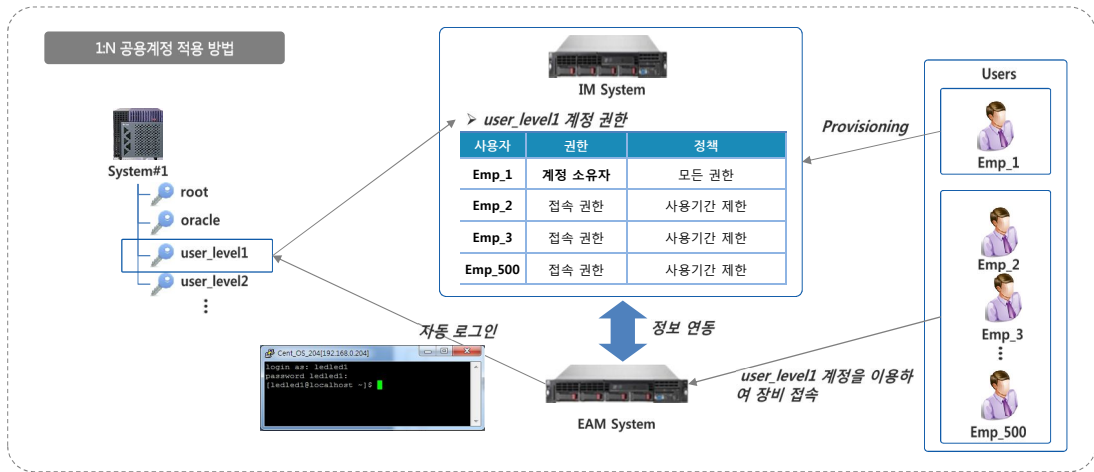 1:N 공용계정 적용 방법
System#1
root
oracle
user_level1
user_level2
IM System
user_level1 계정 권한
사용자 권한 정책
Emp_1 계정 소유자 모든 권한
Emp_2 접속 권한 사용기간 제한
Emp_3 접속 권한 사용기간 제한
Emp_500 접속 권한 사용기간 제한
Provisioning
Users
Emp_1
Emp_2
Emp_3
Emp_500
자동 로그인
정보 연동
Cent_OS_204[192.168.0.204]
login as: ledled1
password ledled1:
[ledled1@localhost ~]$
EAM System
user_level1 계정을 이용하
여 장비 접속